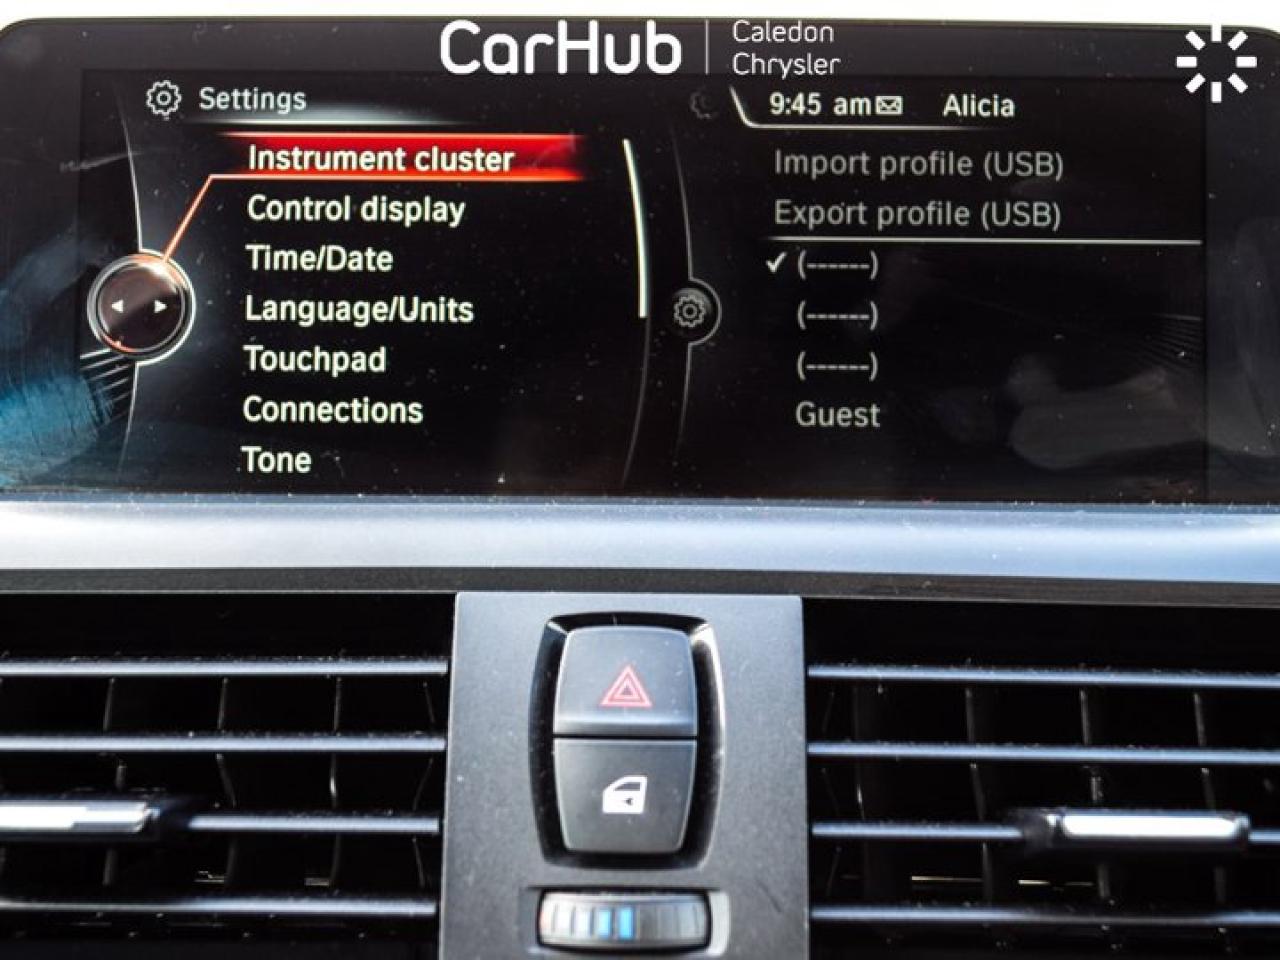 CarHub
Caledon
Chrysler
Settings
9:45 am
Alicia
Instrument cluster
Control display
Time/Date
Language/Units
Touchpad
Connections
Tone
Import profile (USB)
Export profile (USB)
✓ (------)
(------)
(------)
Guest